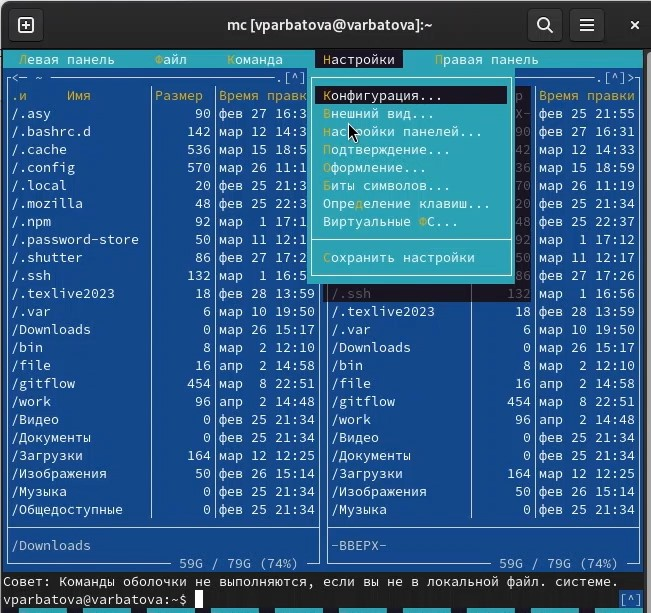 mc [vparbatova@varbatova]:~
Левая панель Файл Команда Настройки Правая панель
<— ~ .[^] .[^]>
.и Имя Размер Время правк р Время правки
/.asy 90 фев 27 16:3 Конфигурация... фев 25 21:55
/.bashrc.d 142 мар 12 14:3 Внешний вид... мар 27 16:31
/.cache 536 мар 15 18:5 Настройки панелей... 90 мар 12 14:33
/.config 570 мар 26 11:1 Подтверждение... 36 мар 15 18:59
/.local 20 фев 25 21:3 Оформление... 70 мар 26 11:19
/.mozilla 48 фев 25 22:3 Биты символов... 20 фев 25 21:34
/.npm 92 мар 1 17:1 Определение клавиш... 48 фев 25 22:37
/.password-store 50 мар 11 12:1 Виртуальные ФС... 92 мар 1 17:12
/.shutter 86 фев 27 17:2 50 мар 11 12:17
/.ssh 132 мар 1 16:5 Сохранить настройки 86 фев 27 17:26
/.texlive2023 18 фев 28 13:59 /.ssh 132 мар 1 16:56
/.var 6 мар 10 19:50 /.texlive2023 18 фев 28 13:59
/Downloads 0 мар 26 15:17 /.var 6 мар 10 19:50
/bin 8 мар 2 12:10 /Downloads 0 мар 26 15:17
/file 16 апр 2 14:58 /bin 8 мар 2 12:10
/gitflow 454 мар 8 22:51 /file 16 апр 2 14:58
/work 96 апр 2 14:48 /gitflow 454 мар 8 22:51
/Видео 0 фев 25 21:34 /work 96 апр 2 14:48
/Документы 0 фев 25 21:34 /Видео 0 фев 25 21:34
/Загрузки 164 мар 12 12:25 /Документы 0 фев 25 21:34
/Изображения 50 фев 26 15:14 /Загрузки 164 мар 12 12:25
/Музыка 0 фев 25 21:34 /Изображения 50 фев 26 15:14
/Общедоступные 0 фев 25 21:34 /Музыка 0 фев 25 21:34
/Downloads -ВВЕРХ-
59G / 79G (74%) 59G / 79G (74%)
Совет: Команды оболочки не выполняются, если вы не в локальной файл. системе.
vparbatova@varbatova:~$ [^]